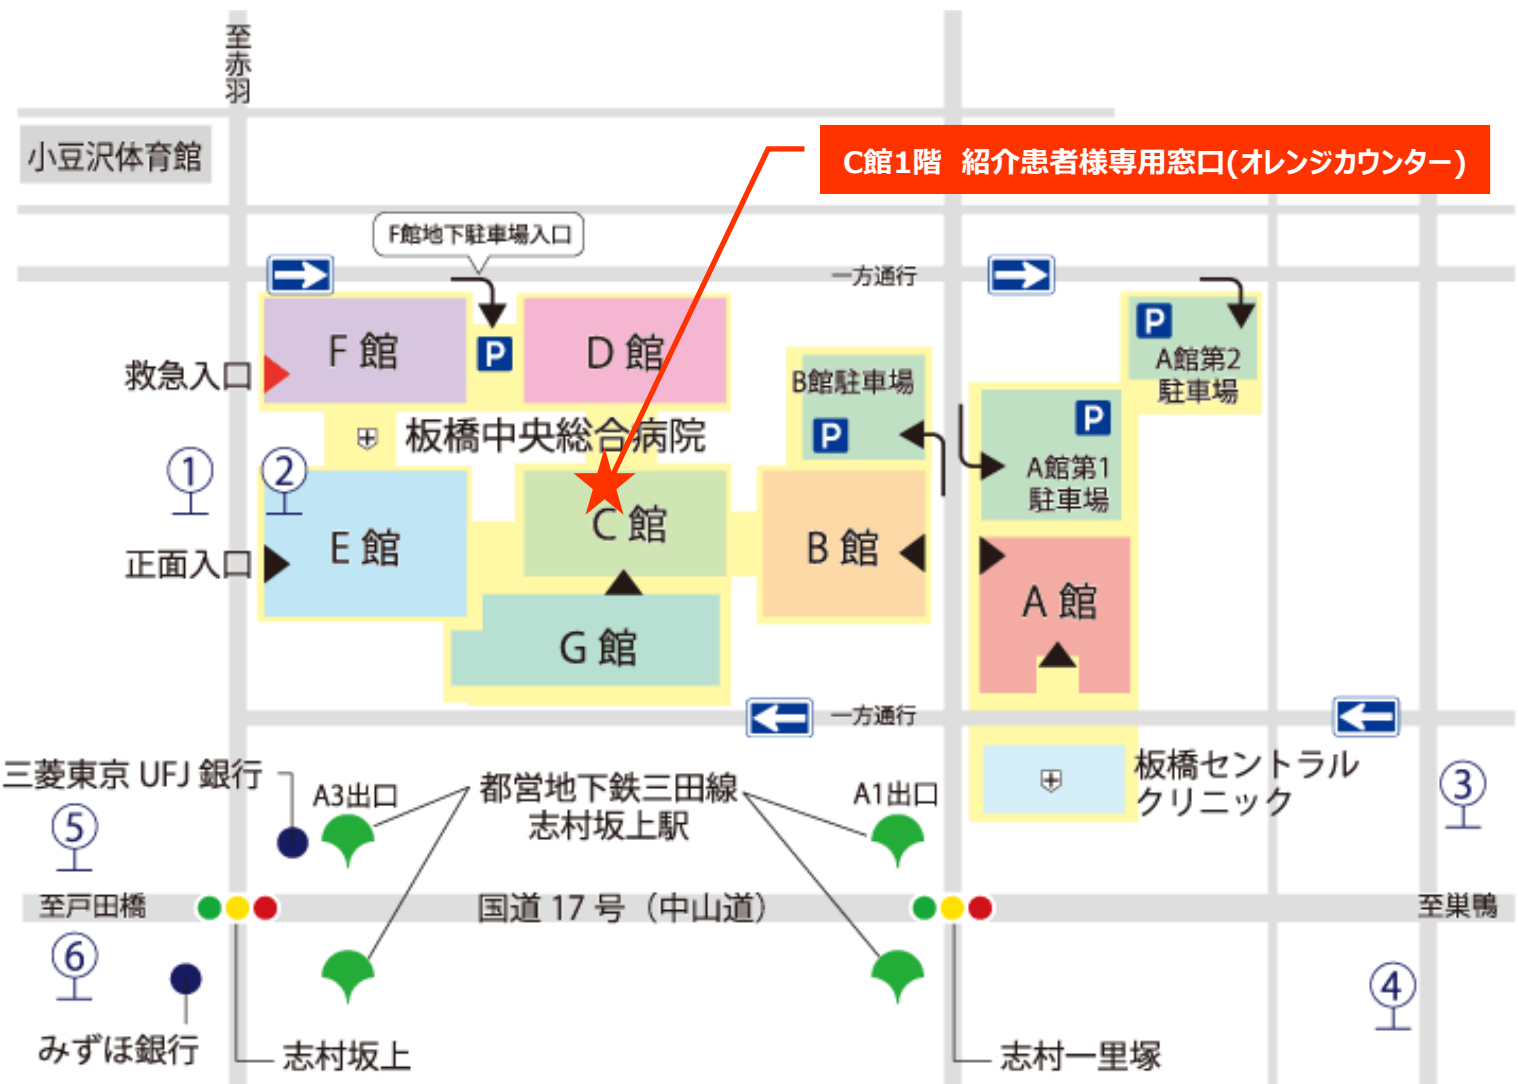 至赤羽
小豆沢体育館
C館1階 紹介患者様専用窓口(オレンジカウンター)
F館地下駐車場入口
一方通行
F 館
P
D 館
P
A館第2
駐車場
救急入口
B館駐車場
P
P
板橋中央総合病院
A館第1
駐車場
①
②
E 館
C 館
B 館
正面入口
A 館
G 館
一方通行
三菱東京 UFJ 銀行
A3出口
都営地下鉄三田線
志村坂上駅
A1出口
板橋セントラル
クリニック
③
⑤
至戸田橋
国道 17 号（中山道）
至巣鴨
⑥
④
みずほ銀行
志村坂上
志村一里塚